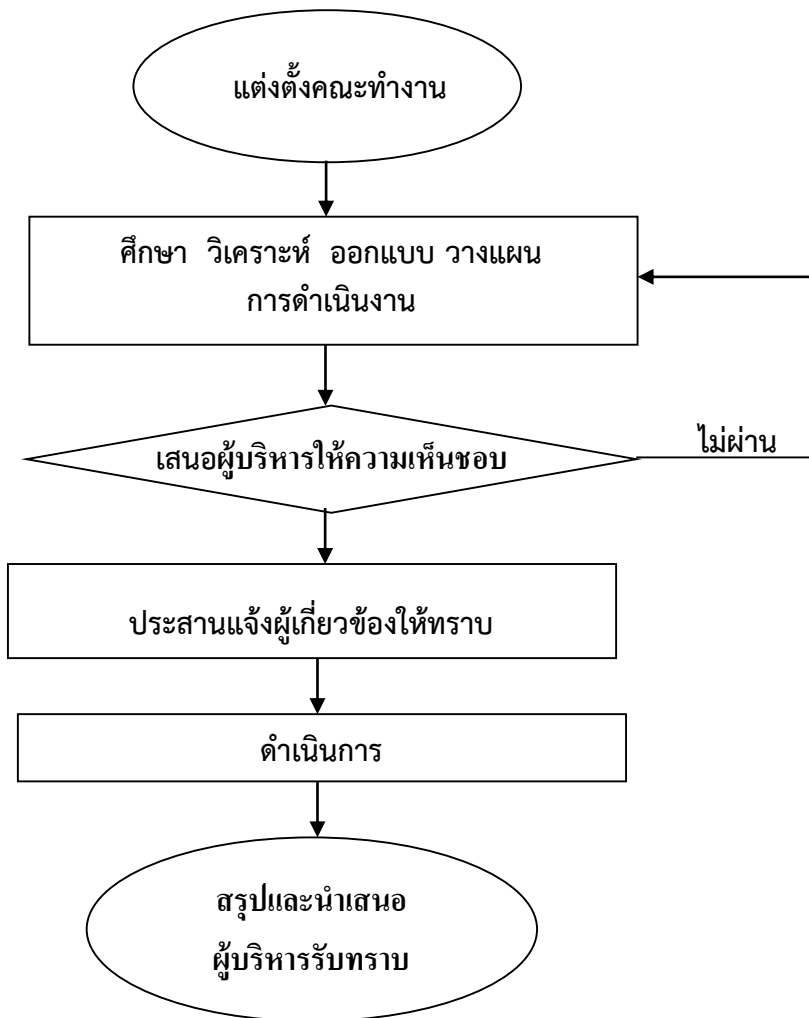 แต่งตั้งคณะทำงาน
ศึกษา วิเคราะห์ ออกแบบ วางแผน
การดำเนินงาน
เสนอผู้บริหารให้ความเห็นชอบ
ไม่ผ่าน
ประสานแจ้งผู้เกี่ยวข้องให้ทราบ
ดำเนินการ
สรุปและนำเสนอ
ผู้บริหารรับทราบ